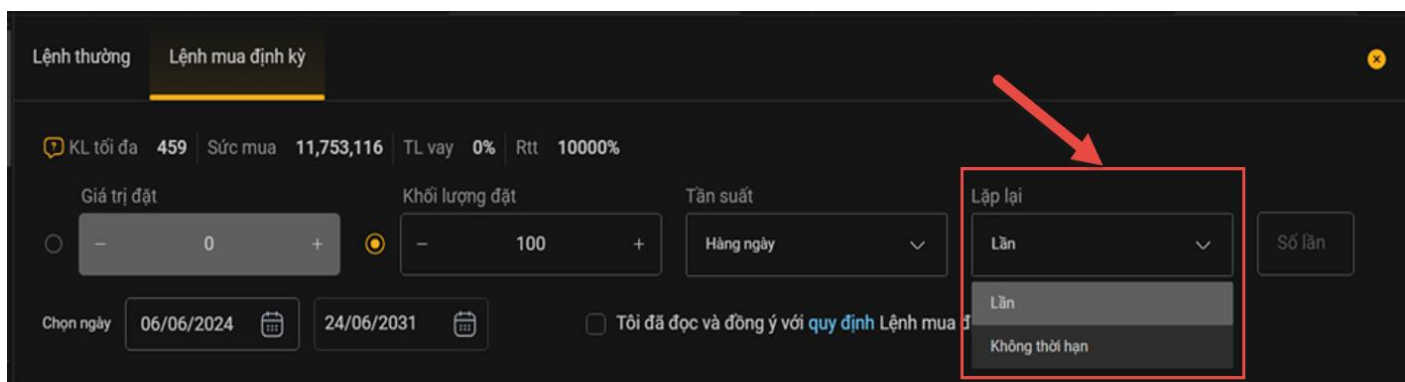 Lệnh thường Lệnh mua định kỳ
KL tối đa 459 Sức mua 11,753,116 TL vay 0% Rtt 10000%
Giá trị đặt Khối lượng đặt Tần suất Lặp lại
− 0 + − 100 + Hàng ngày Lần Số lần
Lần
Chọn ngày 06/06/2024 24/06/2031 Tôi đã đọc và đồng ý với quy định Lệnh mua đ
Không thời hạn